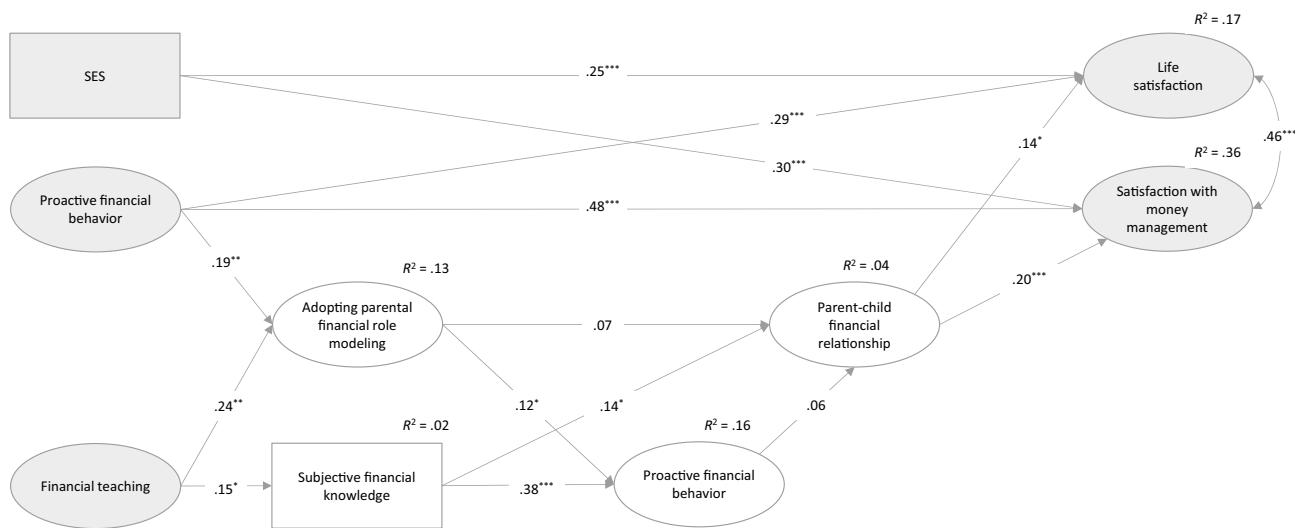 R² = .17
SES
.25***
Life
satisfaction
.29***
.14*
.46***
R² = .36
.30***
Proactive financial
behavior
.48***
Satisfaction with
money
management
.19**
R² = .13
R² = .04
.20***
Adopting parental
financial role
modeling
.07
Parent-child
financial
relationship
.24**
.12*
.14*
.06
R² = .02
R² = .16
Financial teaching
.15*
Subjective financial
knowledge
.38***
Proactive financial
behavior